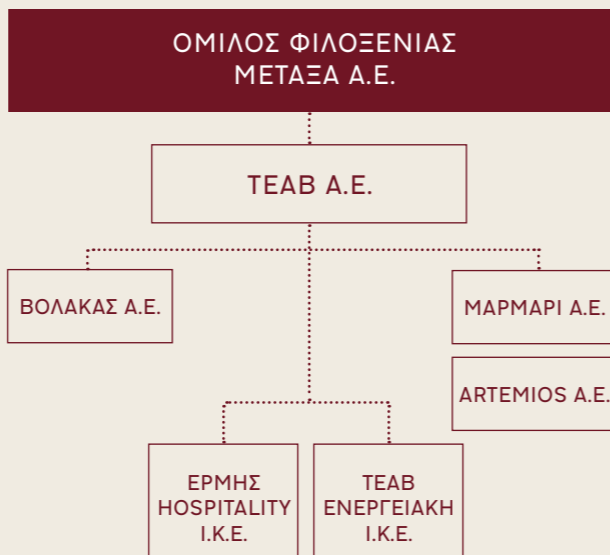 ΟΜΙΛΟΣ ΦΙΛΟΞΕΝΙΑΣ
ΜΕΤΑΞΑ Α.Ε.
ΤΕΑΒ Α.Ε.
ΒΟΛΑΚΑΣ Α.Ε.
ΜΑΡΜΑΡΙ Α.Ε.
ARTEMIOS Α.Ε.
ΕΡΜΗΣ
HOSPITALITY
Ι.Κ.Ε.
ΤΕΑΒ
ΕΝΕΡΓΕΙΑΚΗ
Ι.Κ.Ε.